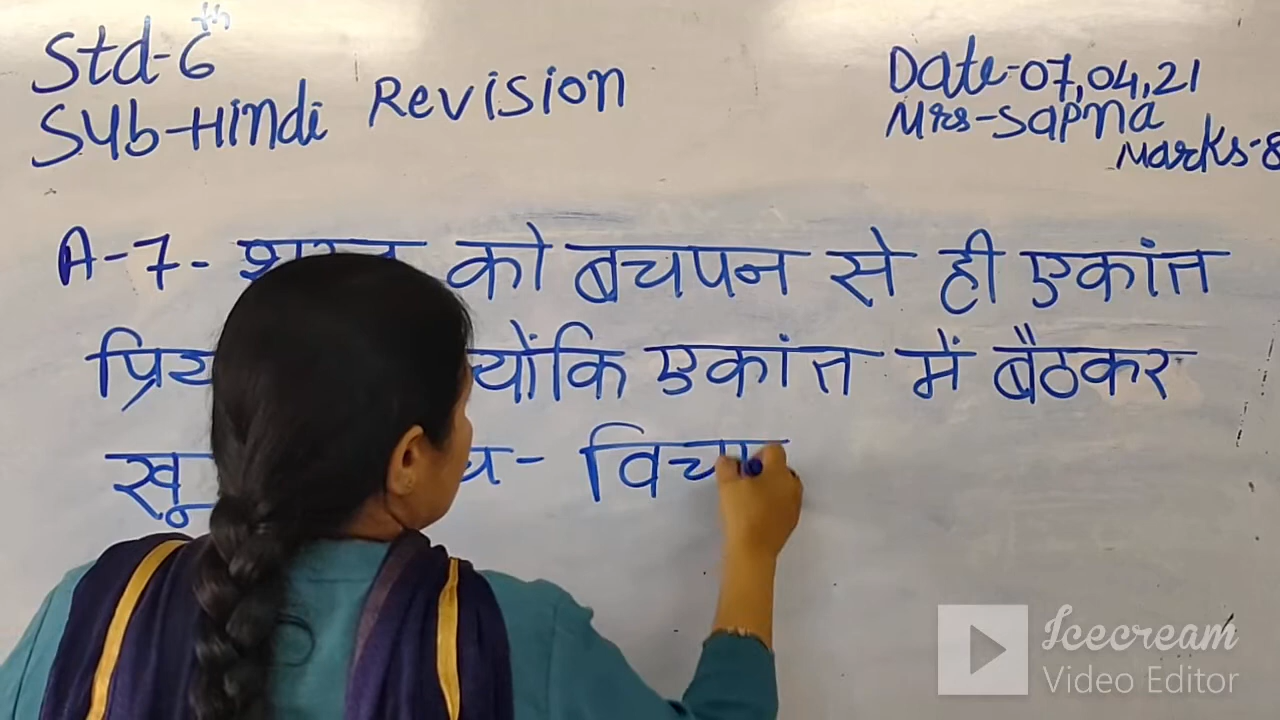 Std-6th
Sub-Hindi Revision
Date-07,04,21
Mrs-Sapna
Marks-8
A-7- को बचपन से ही एकांत
प्रिय क्योंकि एकांत में बैठकर
विचा
Icecream
Video Editor